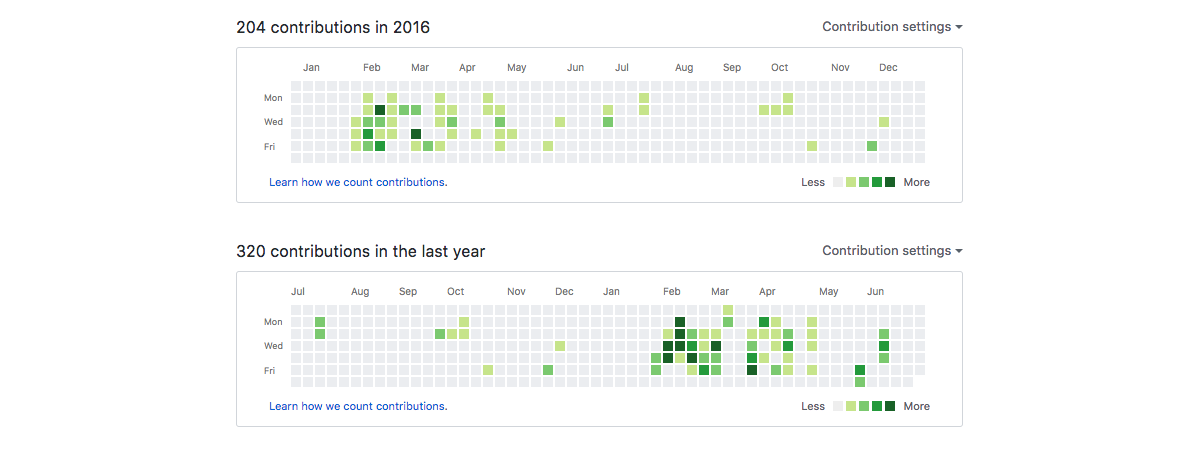 204 contributions in 2016
Contribution settings
Jan Feb Mar Apr May Jun Jul Aug Sep Oct Nov Dec
Mon
Wed
Fri
Learn how we count contributions.
Less More
320 contributions in the last year
Contribution settings
Jul Aug Sep Oct Nov Dec Jan Feb Mar Apr May Jun
Mon
Wed
Fri
Learn how we count contributions.
Less More